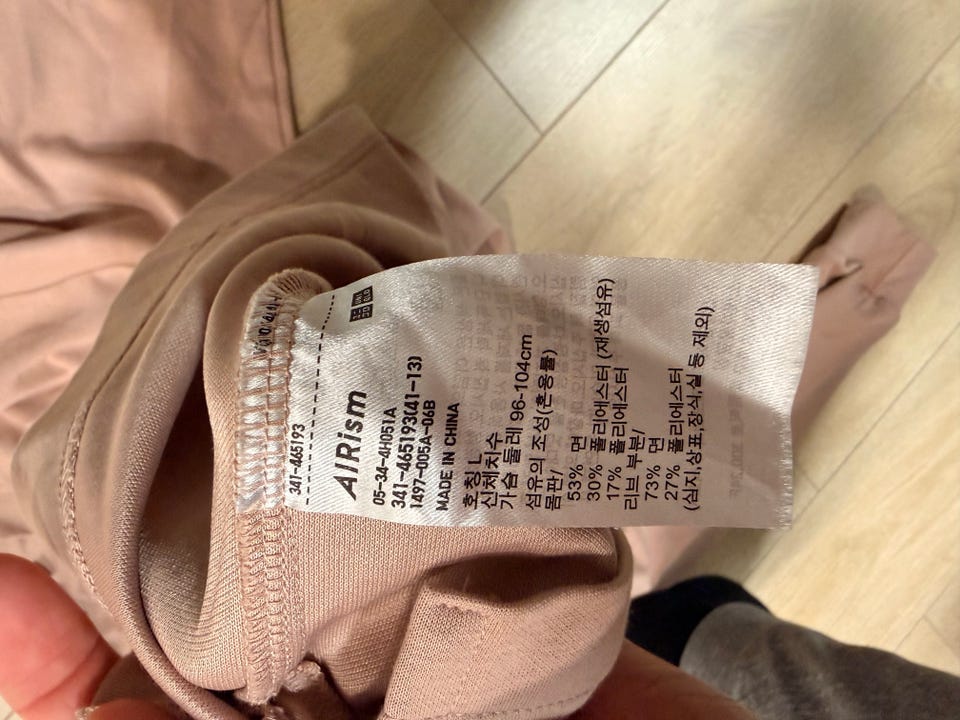 341-465193
UNI
QLO
AIRism
05-34-4H051A
341-465193(41-13)
1497-005A-06B
MADE IN CHINA
호칭 L
신체치수
가슴 둘레 96-104cm
섬유의 조성(혼용률)
몸판/
53% 면
30% 폴리에스터 (재생섬유)
17% 폴리에스터
리브 부분/
73% 면
27% 폴리에스터
(심지,상표,장식,실 등 제외)